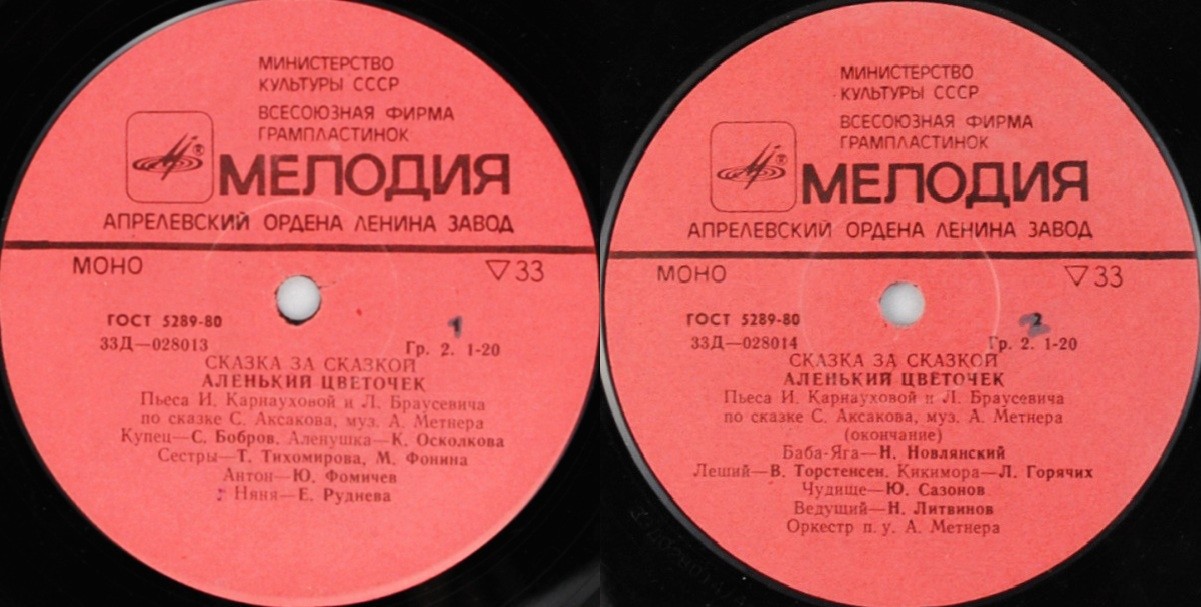 МИНИСТЕРСТВО
КУЛЬТУРЫ СССР
ВСЕСОЮЗНАЯ ФИРМА
ГРАМПЛАСТИНОК
® МЕЛОДИЯ
АПРЕЛЕВСКИЙ ОРДЕНА ЛЕНИНА ЗАВОД
МОНО ▽33
ГОСТ 5289-80 1
33Д—028013 Гр. 2. 1-20
СКАЗКА ЗА СКАЗКОЙ
АЛЕНЬКИЙ ЦВЕТОЧЕК
Пьеса И. Карнауховой и Л. Браусевича
по сказке С. Аксакова, муз. А. Метнера
Купец—С. Бобров, Аленушка—К. Осколкова
Сестры—Т. Тихомирова, М. Фонина
Антон—Ю. Фомичев
Няня—Е. Руднева
МИНИСТЕРСТВО
КУЛЬТУРЫ СССР
ВСЕСОЮЗНАЯ ФИРМА
ГРАМПЛАСТИНОК
® МЕЛОДИЯ
АПРЕЛЕВСКИЙ ОРДЕНА ЛЕНИНА ЗАВОД
МОНО ▽33
ГОСТ 5289-80 2
33Д—028014 Гр. 2. 1-20
СКАЗКА ЗА СКАЗКОЙ
АЛЕНЬКИЙ ЦВЕТОЧЕК
Пьеса И. Карнауховой и Л. Браусевича
по сказке С. Аксакова, муз. А. Метнера
(окончание)
Баба-Яга—Н. Новлянский
Леший—В. Торстенсен, Кикимора—Л. Горячих
Чудище—Ю. Сазонов
Ведущий—Н. Литвинов
Оркестр п. у. А. Метнера